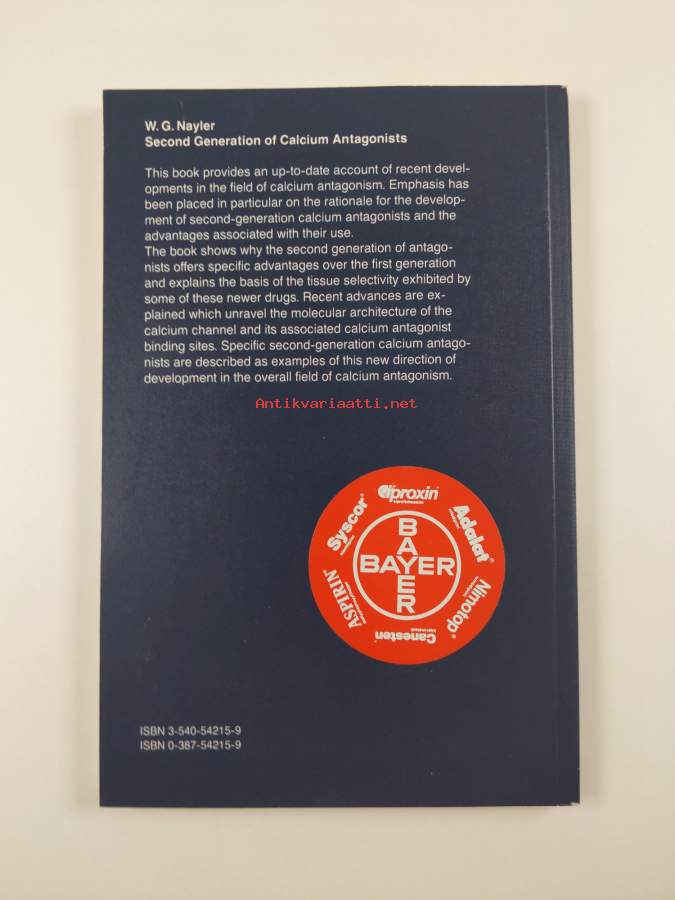 W. G. Nayler
Second Generation of Calcium Antagonists
This book provides an up-to-date account of recent devel-
opments in the field of calcium antagonism. Emphasis has
been placed in particular on the rationale for the develop-
ment of second-generation calcium antagonists and the
advantages associated with their use.
The book shows why the second generation of antago-
nists offers specific advantages over the first generation
and explains the basis of the tissue selectivity exhibited by
some of these newer drugs. Recent advances are ex-
plained which unravel the molecular architecture of the
calcium channel and its associated calcium antagonist
binding sites. Specific second-generation calcium antago-
nists are described as examples of this new direction of
development in the overall field of calcium antagonism.
Antikvariaatti.net
Ciproxin®
Adalat®
Nimotop®
Canesten®
ASPIRIN®
Syscor®
BAYER
BAYER
ISBN 3-540-54215-9
ISBN 0-387-54215-9